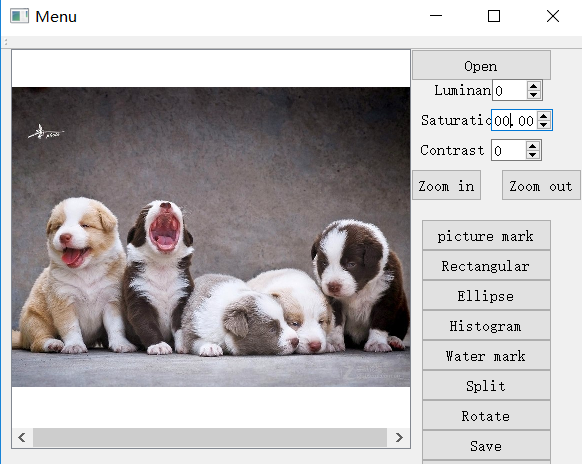 Menu
Open
Luminan 0
Saturatio 00.00
Contrast 0
Zoom in Zoom out
picture mark
Rectangular
Ellipse
Histogram
Water mark
Split
Rotate
Save